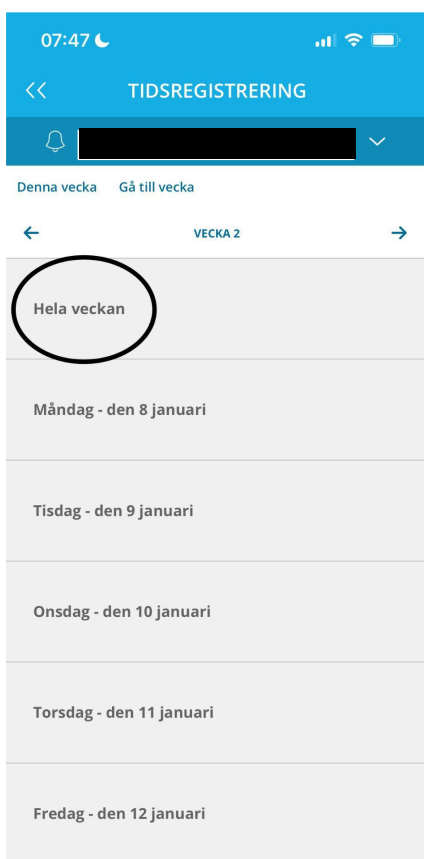 07:47
TIDSREGISTRERING
Denna vecka Gå till vecka
VECKA 2
Hela veckan
Måndag - den 8 januari
Tisdag - den 9 januari
Onsdag - den 10 januari
Torsdag - den 11 januari
Fredag - den 12 januari